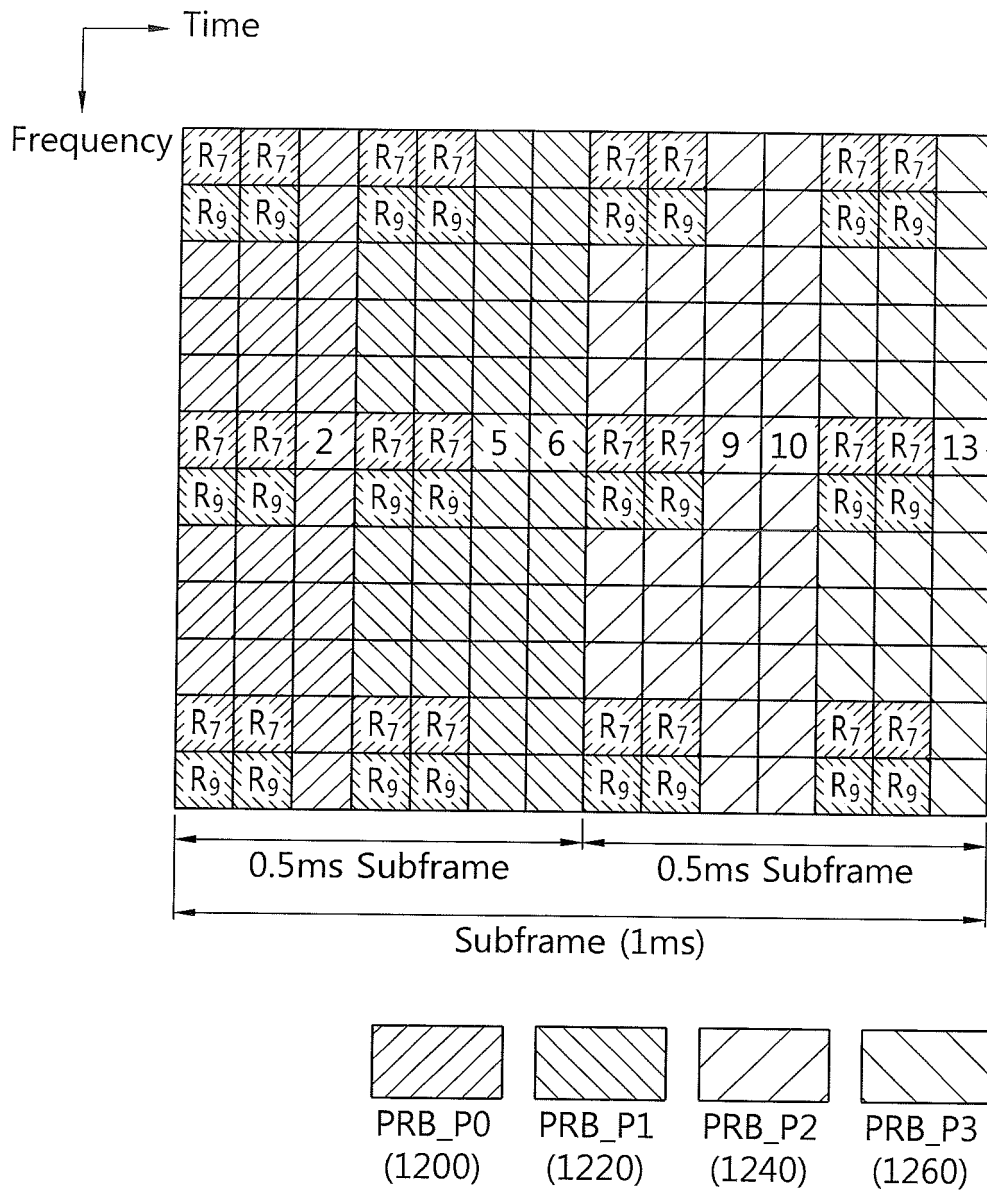 Time
Frequency
R7 R7 R7 R7 R7 R7 R7 R7
R9 R9 R9 R9 R9 R9 R9 R9
R7 R7 2 R7 R7 5 6 R7 R7 9 10 R7 R7 13
R9 R9 R9 R9 R9 R9 R9 R9
R7 R7 R7 R7 R7 R7 R7 R7
R9 R9 R9 R9 R9 R9 R9 R9
0.5ms Subframe 0.5ms Subframe
Subframe (1ms)
PRB_P0 PRB_P1 PRB_P2 PRB_P3
(1200) (1220) (1240) (1260)